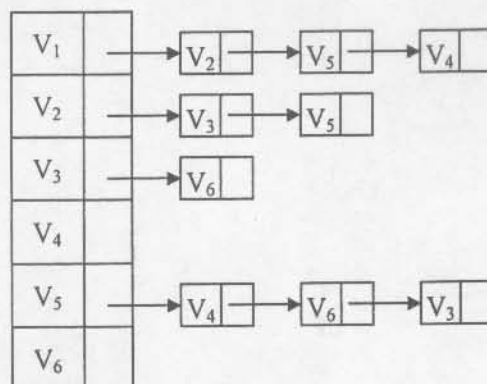 V₁ V₂ V₅ V₄
V₂ V₃ V₅
V₃ V₆
V₄
V₅ V₄ V₆ V₃
V₆